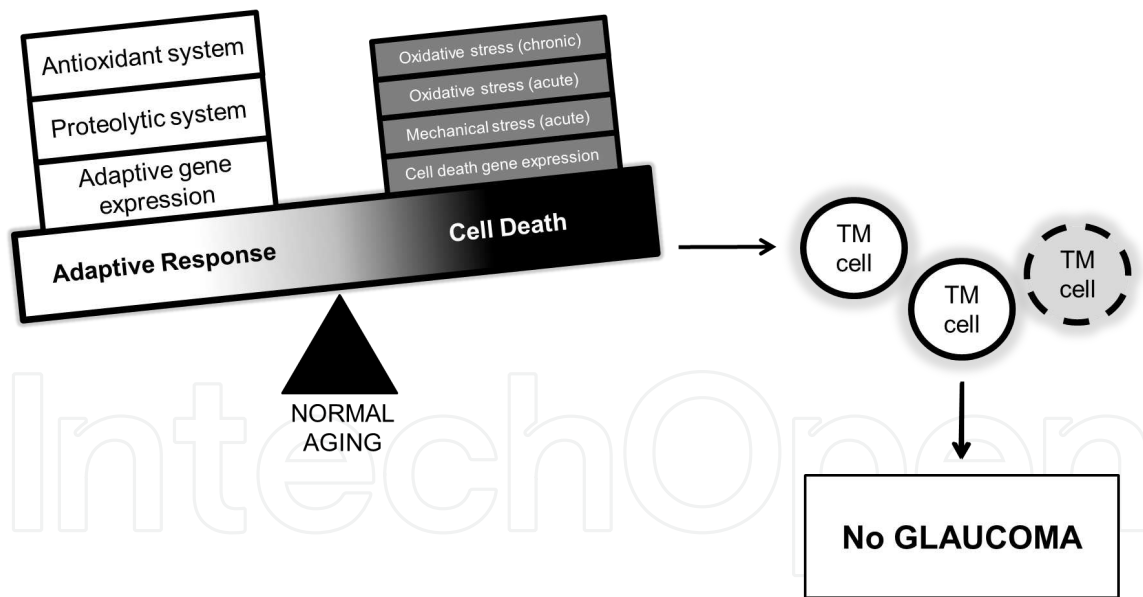 Antioxidant system
Proteolytic system
Adaptive gene
expression
Adaptive Response
Oxidative stress (chronic)
Oxidative stress (acute)
Mechanical stress (acute)
Cell death gene expression
Cell Death
NORMAL
AGING
TM
cell
TM
cell
TM
cell
No GLAUCOMA
IntechOpen